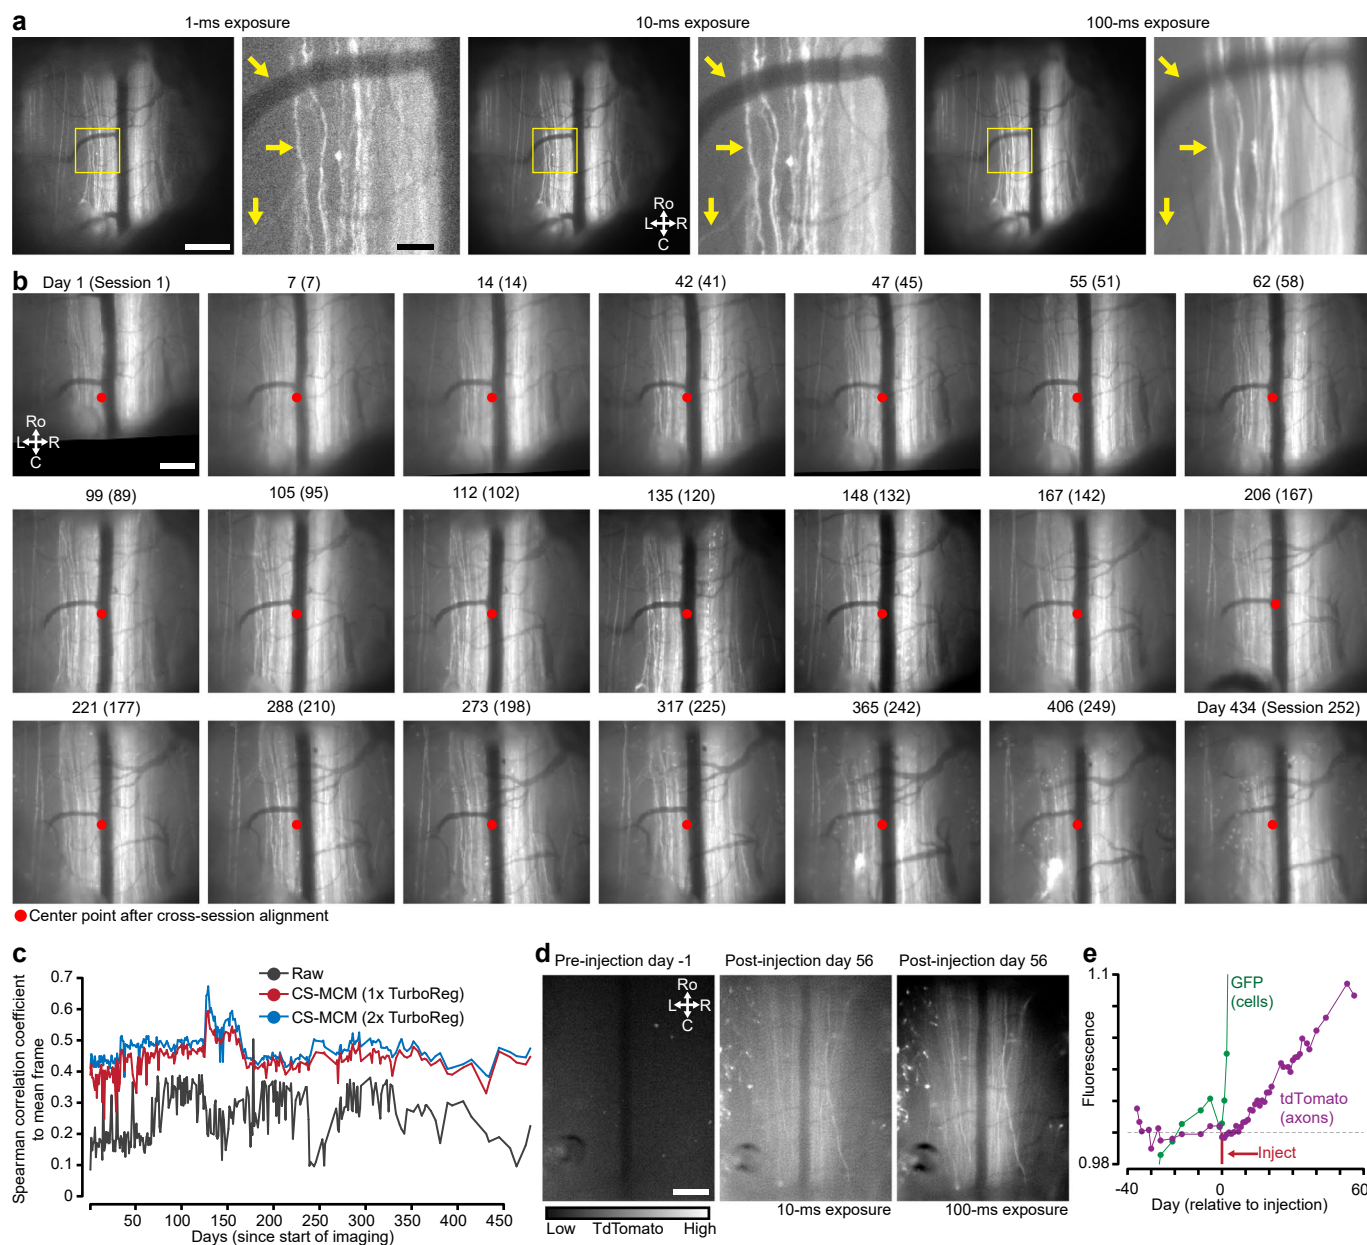 a
1-ms exposure
10-ms exposure
100-ms exposure
Ro
L R
C
b
Day 1 (Session 1)
7 (7)
14 (14)
42 (41)
47 (45)
55 (51)
62 (58)
Ro
L R
C
99 (89)
105 (95)
112 (102)
135 (120)
148 (132)
167 (142)
206 (167)
221 (177)
288 (210)
273 (198)
317 (225)
365 (242)
406 (249)
Day 434 (Session 252)
Center point after cross-session alignment
c
Spearman correlation coefficient
to mean frame
0.7
0.6
0.5
0.4
0.3
0.2
0.1
0
Raw
CS-MCM (1x TurboReg)
CS-MCM (2x TurboReg)
50 100 150 200 250 300 350 400 450
Days (since start of imaging)
d
Pre-injection day -1
Post-injection day 56
Post-injection day 56
Ro
L R
C
Low TdTomato High
10-ms exposure
100-ms exposure
e
Fluorescence
1.1
0.98
GFP
(cells)
tdTomato
(axons)
Inject
-40 0 60
Day (relative to injection)